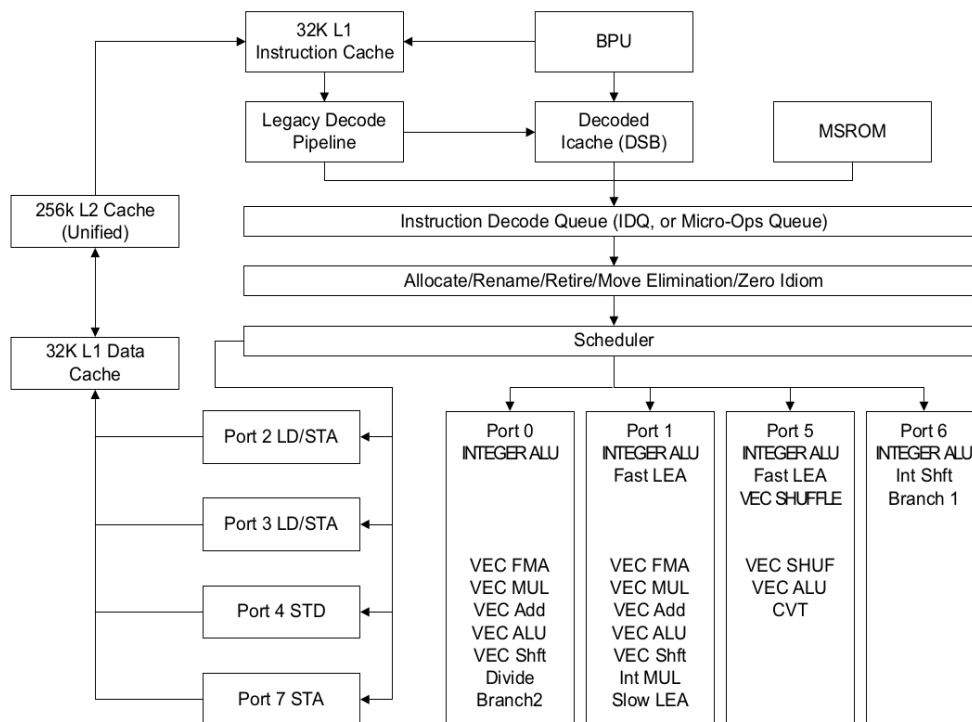 32K L1
Instruction Cache
BPU
Legacy Decode
Pipeline
Decoded
Icache (DSB)
MSROM
256k L2 Cache
(Unified)
Instruction Decode Queue (IDQ, or Micro-Ops Queue)
Allocate/Rename/Retire/Move Elimination/Zero Idiom
Scheduler
32K L1 Data
Cache
Port 2 LD/STA
Port 3 LD/STA
Port 4 STD
Port 7 STA
Port 0
INTEGER ALU
VEC FMA
VEC MUL
VEC Add
VEC ALU
VEC Shft
Divide
Branch2
Port 1
INTEGER ALU
Fast LEA
VEC FMA
VEC MUL
VEC Add
VEC ALU
VEC Shft
Int MUL
Slow LEA
Port 5
INTEGER ALU
Fast LEA
VEC SHUFFLE
VEC SHUF
VEC ALU
CVT
Port 6
INTEGER ALU
Int Shft
Branch 1